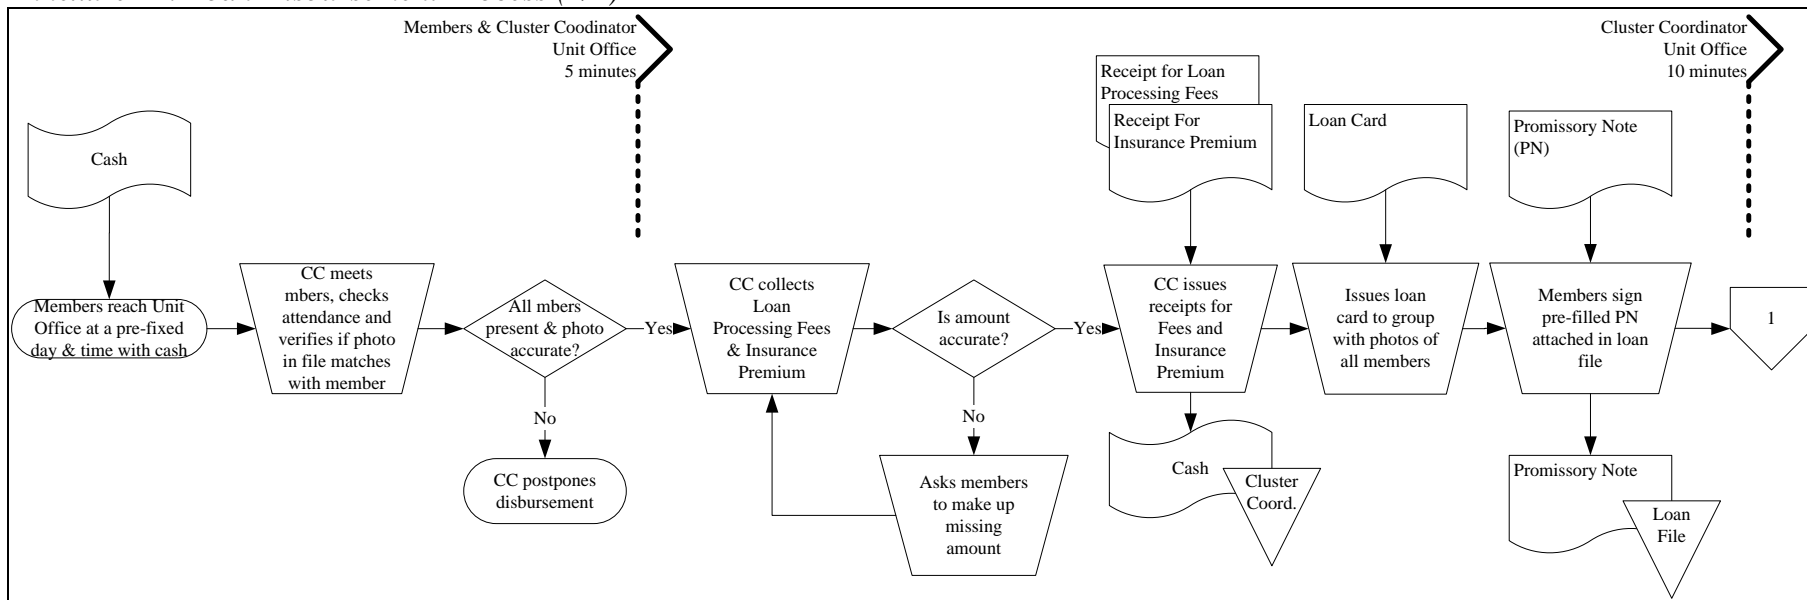 Members & Cluster Coodinator
Unit Office
5 minutes
Cluster Coordinator
Unit Office
10 minutes
Cash
Receipt for Loan
Processing Fees
Receipt For
Insurance Premium
Loan Card
Promissory Note
(PN)
Members reach Unit
Office at a pre-fixed
day & time with cash
CC meets
mbers, checks
attendance and
verifies if photo
in file matches
with member
All mbers
present & photo
accurate?
Yes
No
CC postpones
disbursement
CC collects
Loan
Processing Fees
& Insurance
Premium
Is amount
accurate?
Yes
No
Asks members
to make up
missing
amount
CC issues
receipts for
Fees and
Insurance
Premium
Cash
Cluster
Coord.
Issues loan
card to group
with photos of
all members
Members sign
pre-filled PN
attached in loan
file
Promissory Note
Loan
File
1